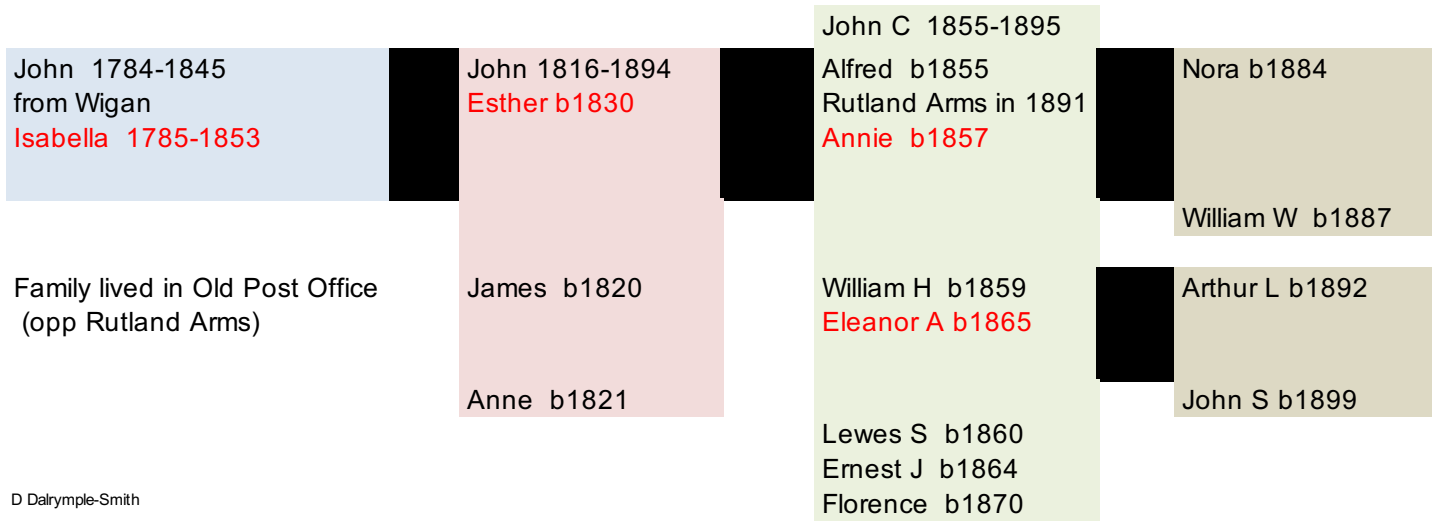 John C 1855-1895
John 1784-1845
from Wigan
Isabella 1785-1853
John 1816-1894
Esther b1830
Alfred b1855
Rutland Arms in 1891
Annie b1857
Nora b1884
William W b1887
Family lived in Old Post Office
(opp Rutland Arms)
James b1820
William H b1859
Eleanor A b1865
Arthur L b1892
Anne b1821
John S b1899
Lewes S b1860
Ernest J b1864
Florence b1870
D Dalrymple-Smith